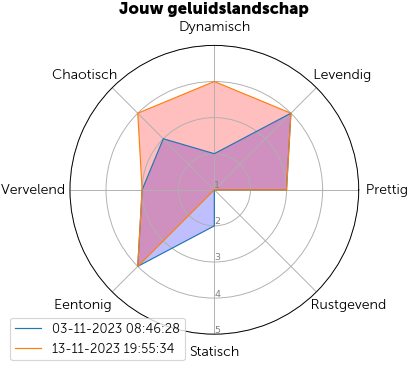 Jouw geluidslandschap
Dynamisch
Chaotisch
Levendig
Vervelend
Prettig
1
2
3
4
5
Eentonig
Rustgevend
Statisch
03-11-2023 08:46:28
13-11-2023 19:55:34